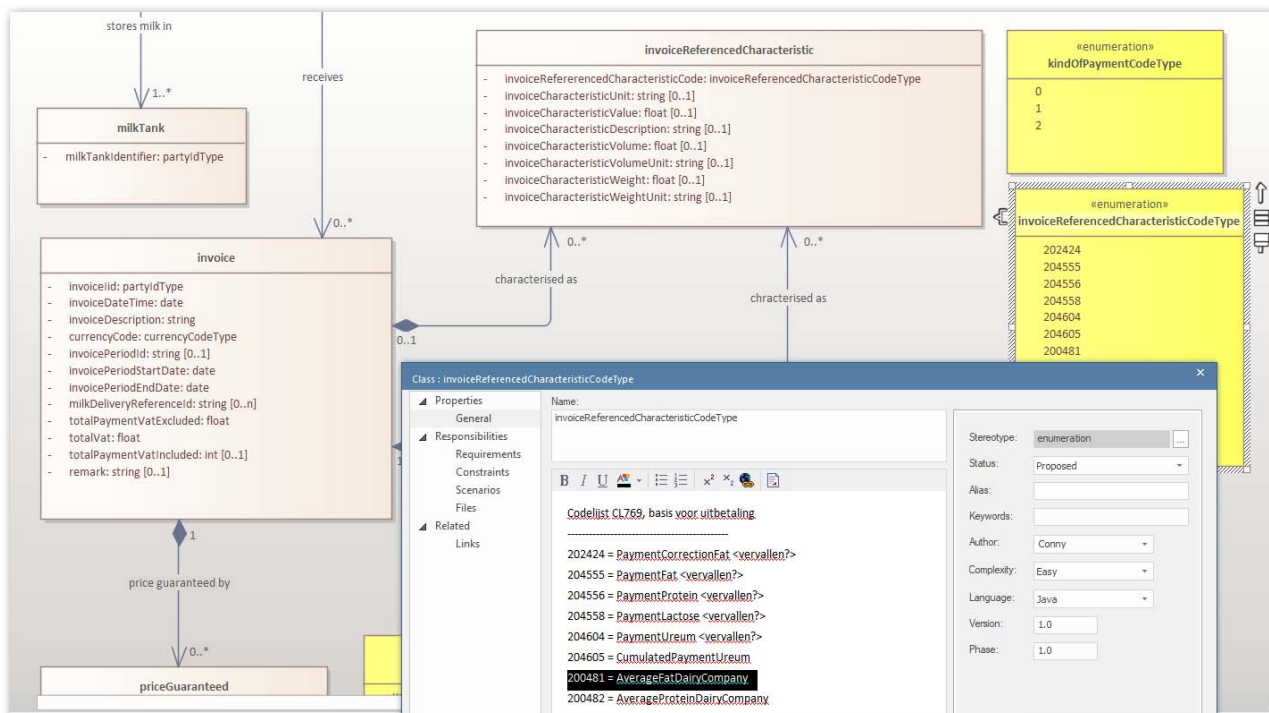 stores milk in
receives
1..*
milkTank
- milkTankIdentifier: partyIdType
0..*
invoiceReferencedCharacteristic
- invoiceRefererencedCharacteristicCode: invoiceReferencedCharacteristicCodeType
- invoiceCharacteristicUnit: string [0..1]
- invoiceCharacteristicValue: float [0..1]
- invoiceCharacteristicDescription: string [0..1]
- invoiceCharacteristicVolume: float [0..1]
- invoiceCharacteristicVolumeUnit: string [0..1]
- invoiceCharacteristicWeight: float [0..1]
- invoiceCharacteristicWeightUnit: string [0..1]
«enumeration»
kindOfPaymentCodeType
0
1
2
«enumeration»
invoiceReferencedCharacteristicCodeType
202424
204555
204556
204558
204604
204605
200481
invoice
- invoiceIid: partyIdType
- invoiceDateTime: date
- invoiceDescription: string
- currencyCode: currencyCodeType
- invoicePeriodId: string [0..1]
- invoicePeriodStartDate: date
- invoicePeriodEndDate: date
- milkDeliveryReferenceId: string [0..n]
- totalPaymentVatExcluded: float
- totalVat: float
- totalPaymentVatIncluded: int [0..1]
- remark: string [0..1]
0..*
0..*
characterised as
chracterised as
0..1
1
1
price guaranteed by
0..*
priceGuaranteed
Class : invoiceReferencedCharacteristicCodeType
Properties
General
Responsibilities
Requirements
Constraints
Scenarios
Files
Related
Links
Name:
invoiceReferencedCharacteristicCodeType
B I U A x² x₂
Codelijst CL769, basis voor uitbetaling
---------------------------------------------
202424 = PaymentCorrectionFat <vervallen?>
204555 = PaymentFat <vervallen?>
204556 = PaymentProtein <vervallen?>
204558 = PaymentLactose <vervallen?>
204604 = PaymentUreum <vervallen?>
204605 = CumulatedPaymentUreum
200481 = AverageFatDairyCompany
200482 = AverageProteinDairyCompany
Stereotype: enumeration ...
Status: Proposed
Alias:
Keywords:
Author: Conny
Complexity: Easy
Language: Java
Version: 1.0
Phase: 1.0